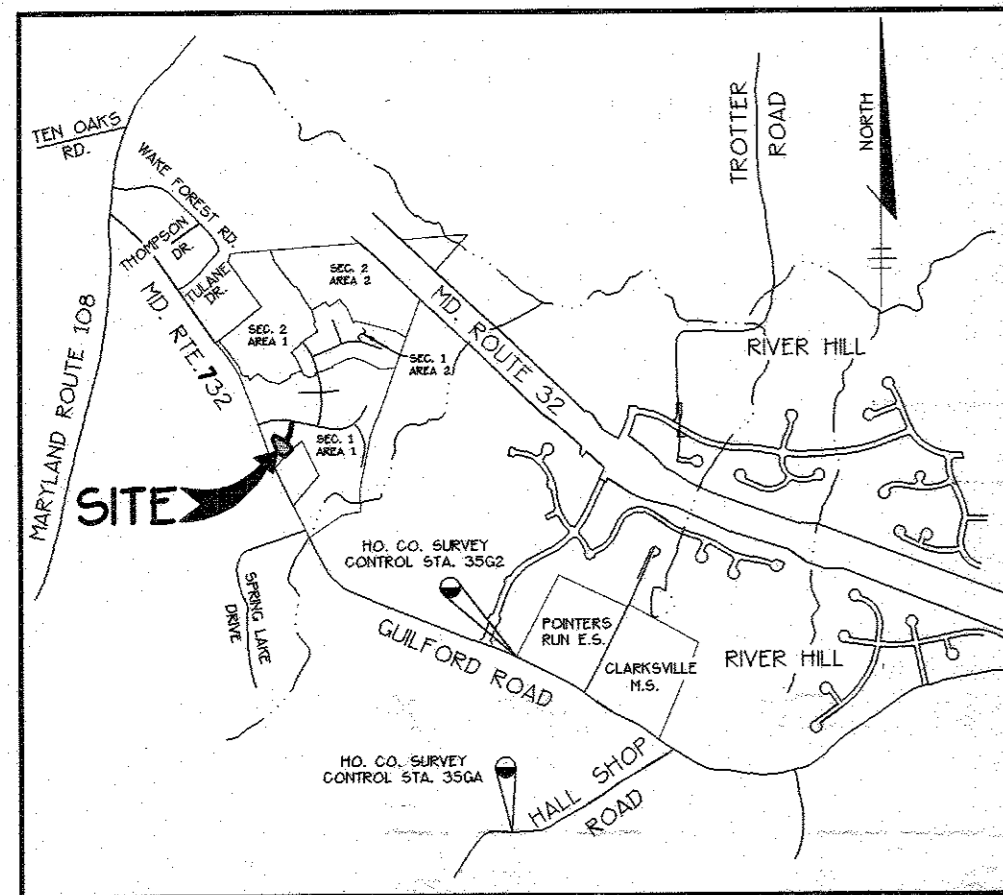 TEN OAKS
RD.
WAKE FOREST RD.
THOMPSON
DR.
TULANE
DR.
MD. RTE. 732
MARYLAND ROUTE 108
SEC. 2
AREA 2
SEC. 2
AREA 1
SEC. 1
AREA 2
SEC. 1
AREA 1
MD. ROUTE 32
TROTTER
ROAD
NORTH
RIVER HILL
SITE
SPRING LAKE
DRIVE
HO. CO. SURVEY
CONTROL STA. 35G2
GUILFORD ROAD
POINTERS
RUN E.S.
CLARKSVILLE
M.S.
RIVER HILL
HO. CO. SURVEY
CONTROL STA. 35GA
HALL SHOP
ROAD